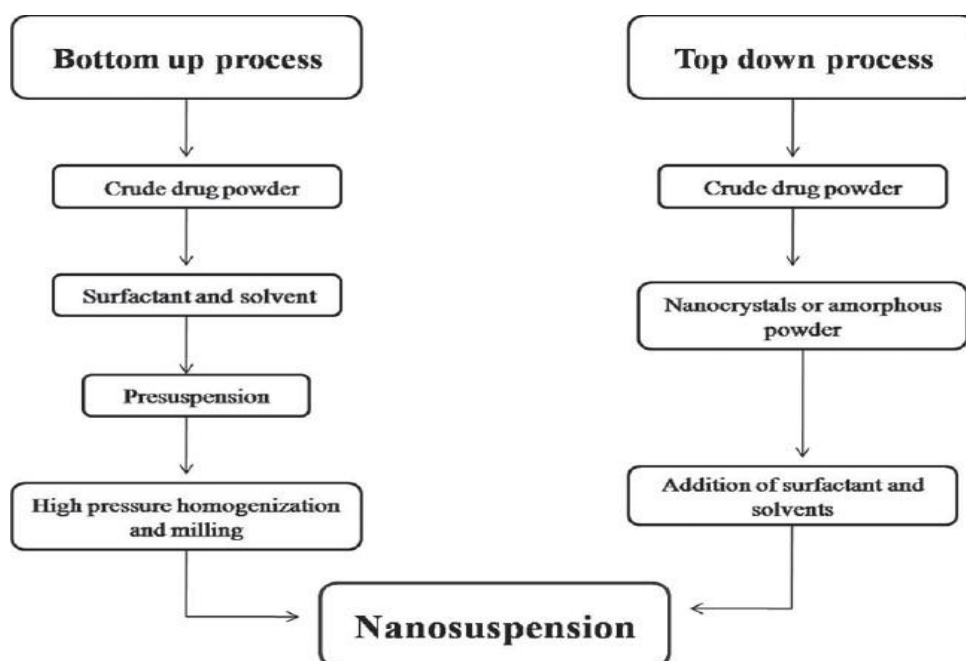 Bottom up process
Crude drug powder
Surfactant and solvent
Presuspension
High pressure homogenization
and milling
Top down process
Crude drug powder
Nanocrystals or amorphous
powder
Addition of surfactant and
solvents
Nanosuspension